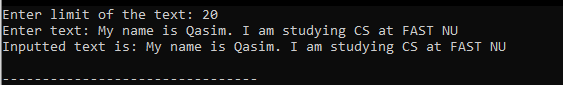 Enter limit of the text: 20
Enter text: My name is Qasim. I am studying CS at FAST NU
Inputted text is: My name is Qasim. I am studying CS at FAST NU
--------------------------------